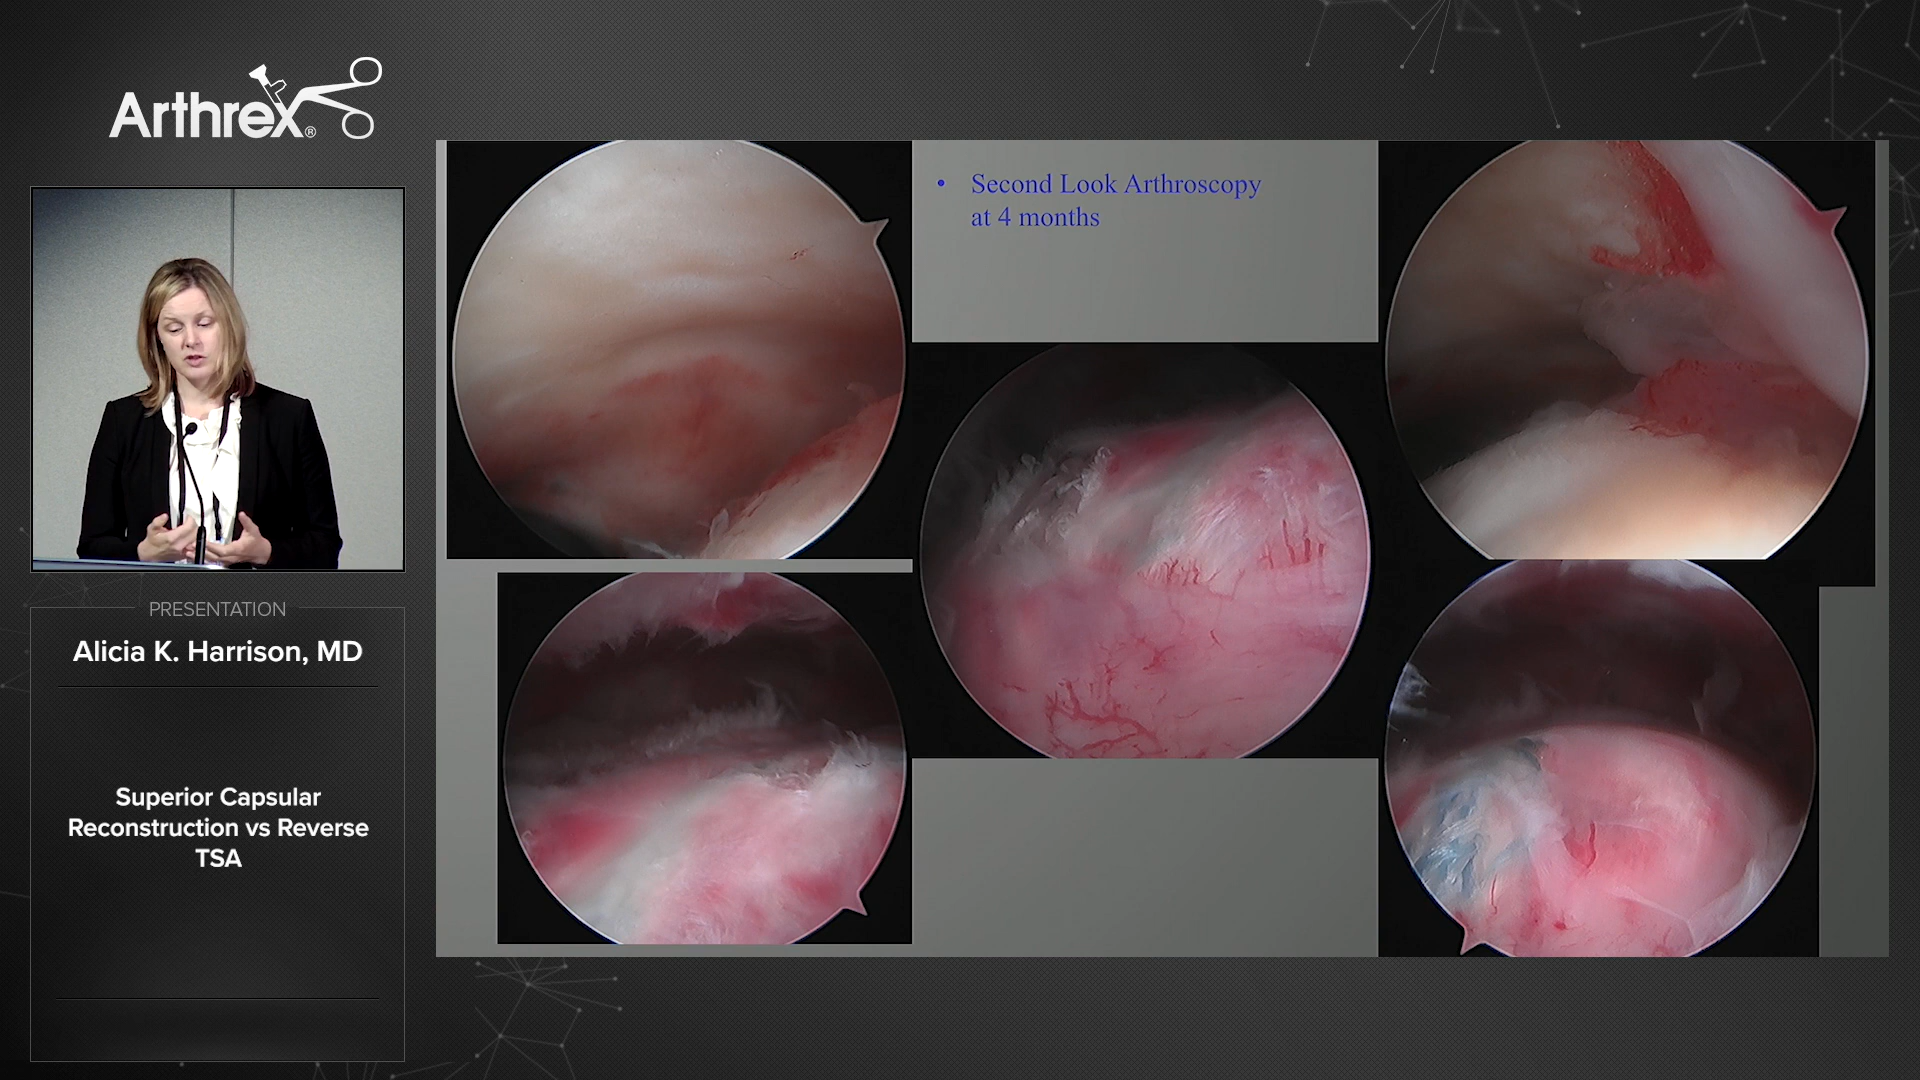 Arthrex®
PRESENTATION
Alicia K. Harrison, MD
Superior Capsular
Reconstruction vs Reverse
TSA
• Second Look Arthroscopy
at 4 months